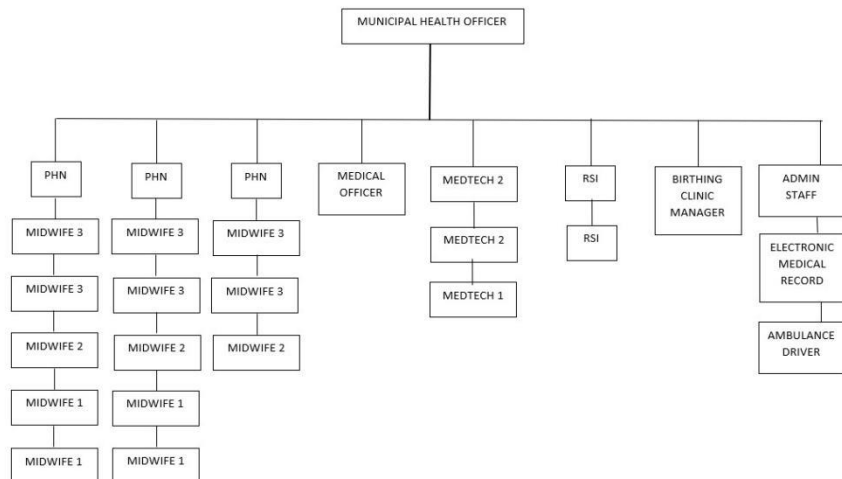 MUNICIPAL HEALTH OFFICER
PHN
PHN
PHN
MEDICAL
OFFICER
MEDTECH 2
RSI
BIRTHING
CLINIC
MANAGER
ADMIN
STAFF
MIDWIFE 3
MIDWIFE 3
MIDWIFE 3
MEDTECH 2
RSI
ELECTRONIC
MEDICAL
RECORD
MIDWIFE 3
MIDWIFE 3
MIDWIFE 3
MEDTECH 1
MIDWIFE 2
MIDWIFE 2
MIDWIFE 2
AMBULANCE
DRIVER
MIDWIFE 1
MIDWIFE 1
MIDWIFE 1
MIDWIFE 1